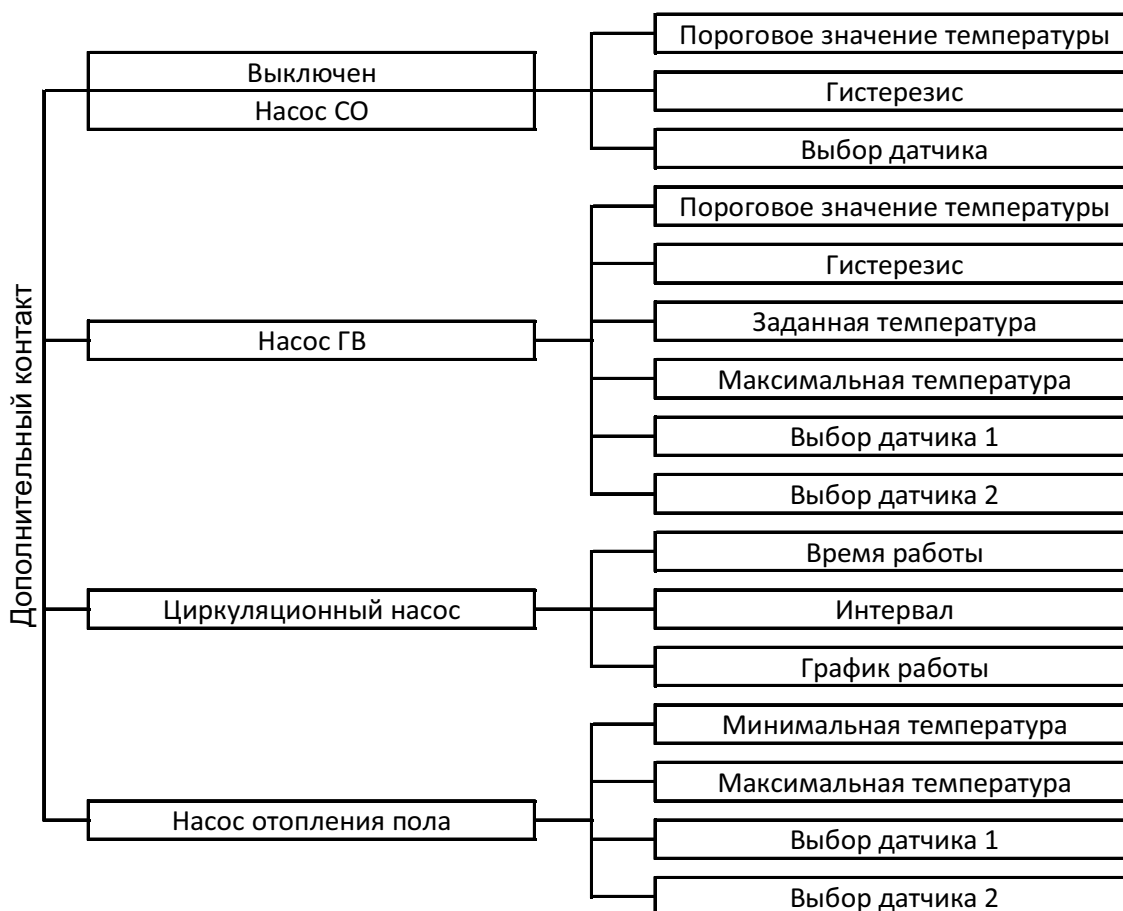 Дополнительный контакт
Выключен
Насос СО
Пороговое значение температуры
Гистерезис
Выбор датчика
Насос ГВ
Пороговое значение температуры
Гистерезис
Заданная температура
Максимальная температура
Выбор датчика 1
Выбор датчика 2
Циркуляционный насос
Время работы
Интервал
График работы
Насос отопления пола
Минимальная температура
Максимальная температура
Выбор датчика 1
Выбор датчика 2